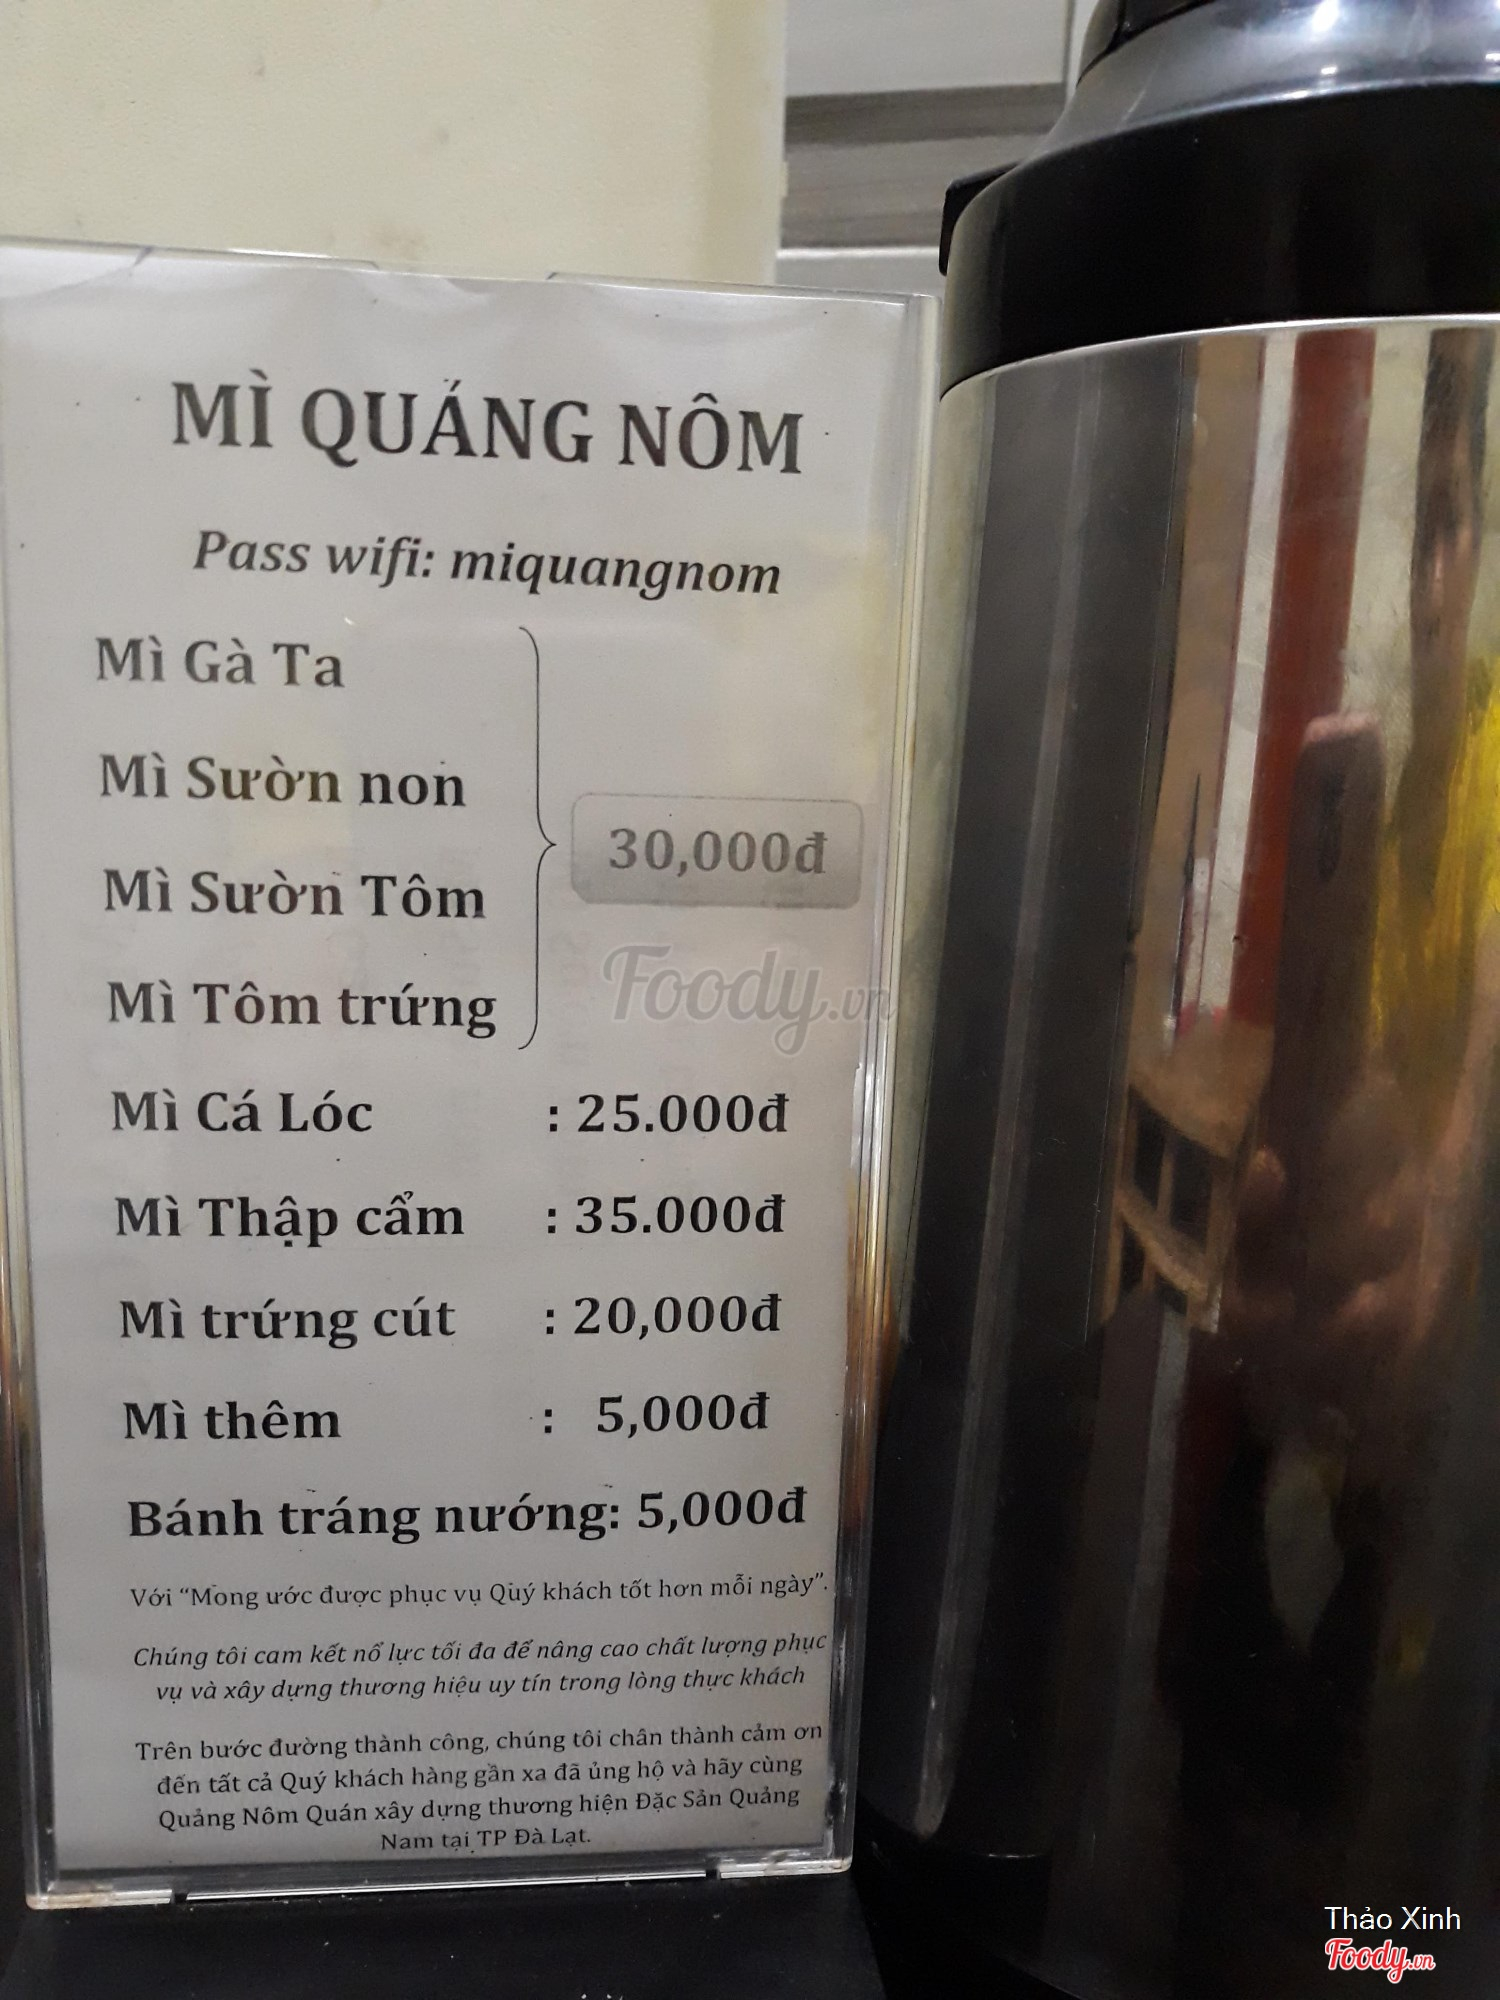 MÌ QUẢNG NÔM
Pass wifi: miquangnom
Mì Gà Ta
Mì Sườn non
Mì Sườn Tôm
Mì Tôm trứng
30,000đ
Foody.vn
Mì Cá Lóc : 25.000đ
Mì Thập cẩm : 35.000đ
Mì trứng cút : 20,000đ
Mì thêm : 5,000đ
Bánh tráng nướng: 5,000đ
Với “Mong ước được phục vụ Quý khách tốt hơn mỗi ngày”.
Chúng tôi cam kết nổ lực tối đa để nâng cao chất lượng phục
vụ và xây dựng thương hiệu uy tín trong lòng thực khách
Trên bước đường thành công, chúng tôi chân thành cảm ơn
đến tất cả Quý khách hàng gần xa đã ủng hộ và hãy cùng
Quảng Nôm Quán xây dựng thương hiện Đặc Sản Quảng
Nam tại TP Đà Lạt.
Thảo Xinh
Foody.vn